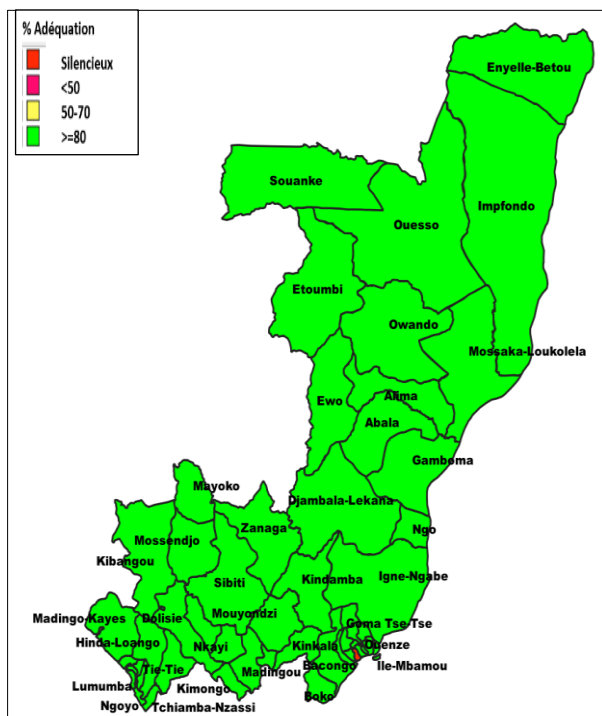 % Adéquation
Silencieux
<50
50-70
>=80
Enyelle-Betou
Souanke
Impfondo
Ouesso
Etoumbi
Owando
Mossaka-Loukolela
Alima
Ewo
Abala
Gamboma
Mayoko
Djambala-Lekana
Zanaga
Ngo
Mossendjo
Kibangou
Kindamba
Igne-Ngabe
Sibiti
Madingo-Kayes
Dolisie
Mouyondzi
Goma Tse-Tse
Hinda-Loango
Nkayi
Kinkala
Ouenze
Tie-Tie
Madingou
Bacongo
Ile-Mbamou
Lumumba
Kimongo
Boko
Ngoyo
Tchiamba-Nzassi